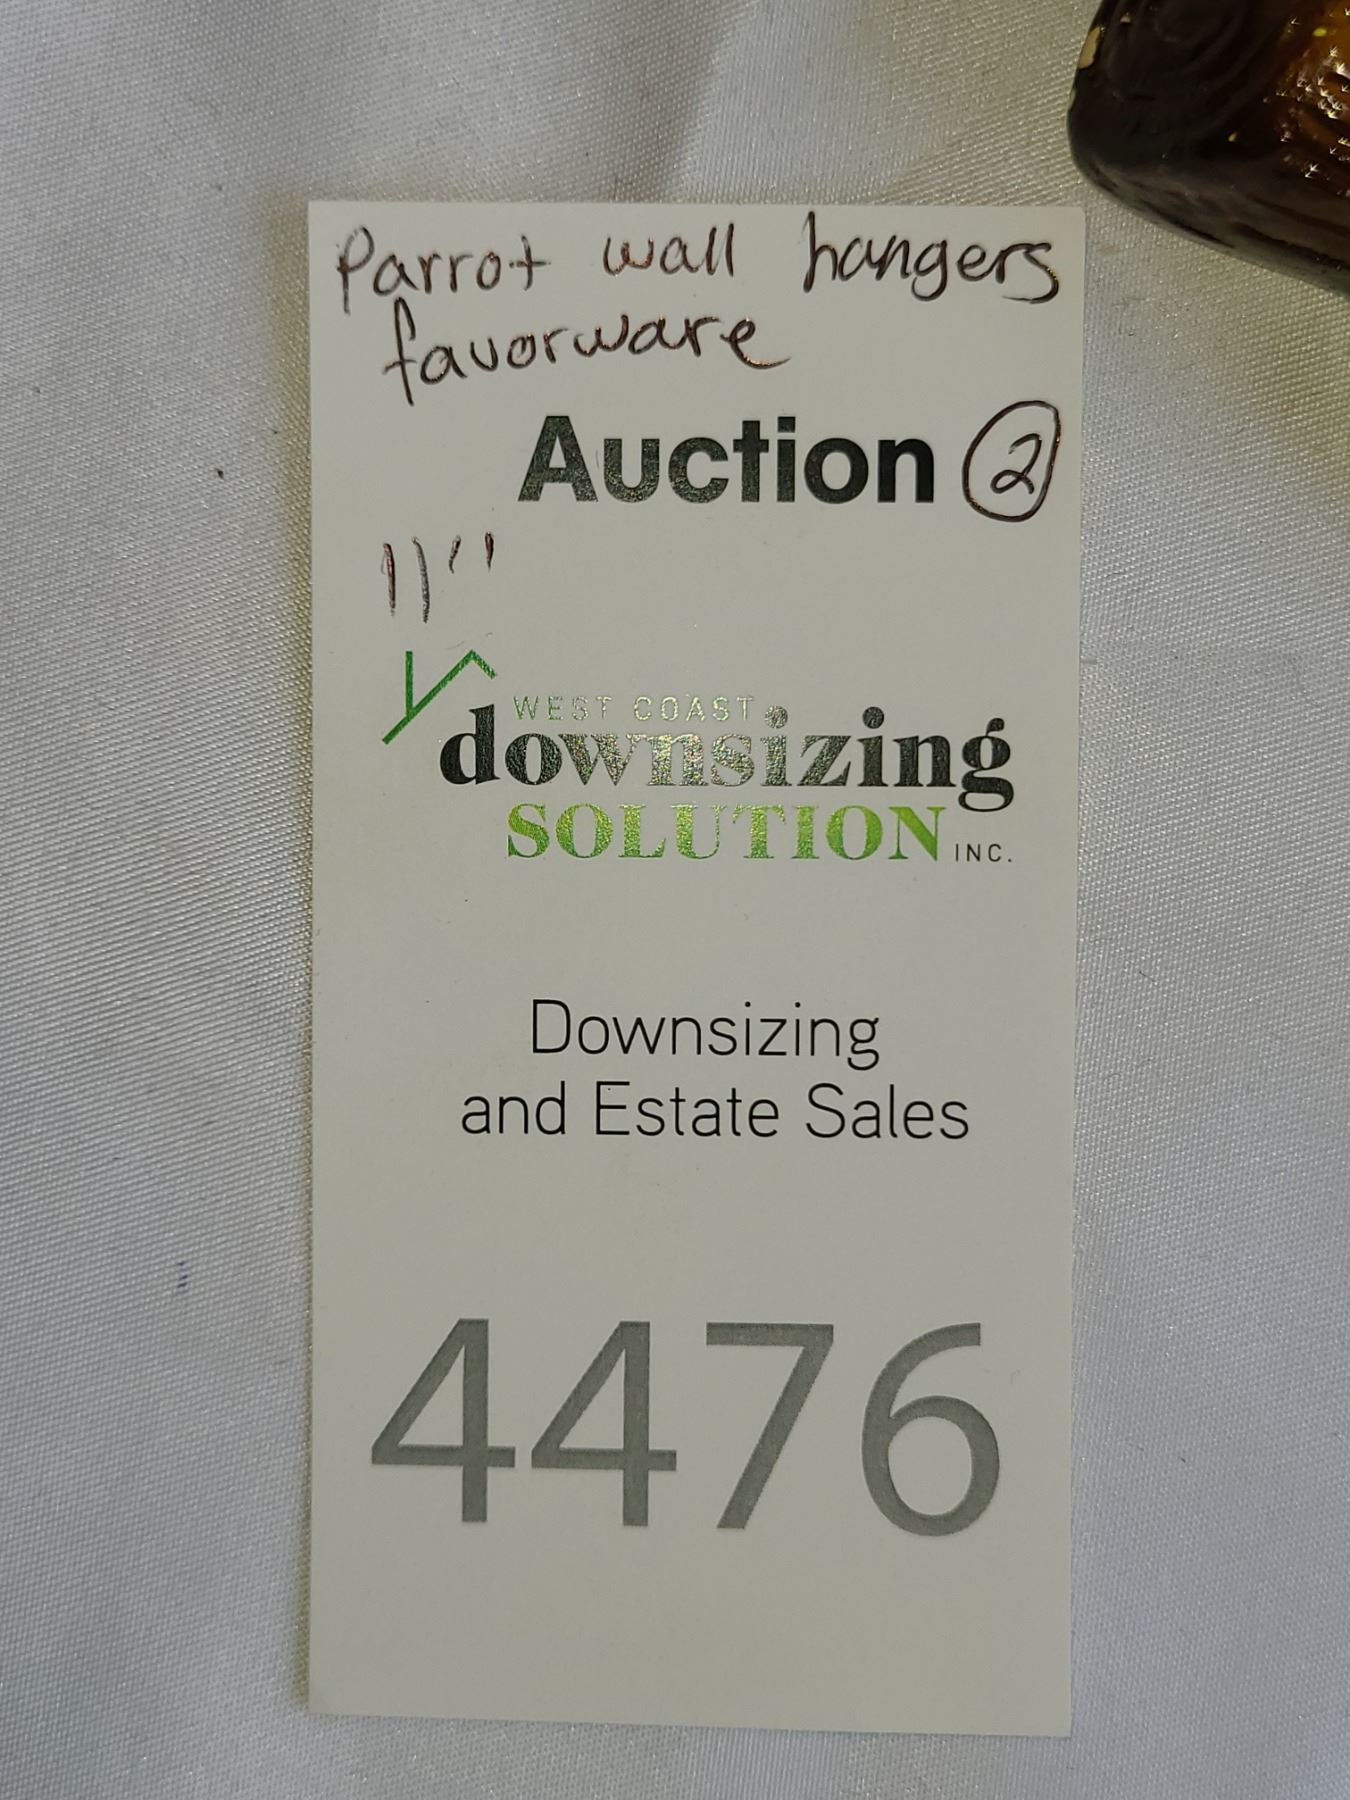 Parrot wall hangers
favorware
Auction 2
11"
WEST COAST
downsizing
SOLUTION INC.
Downsizing
and Estate Sales
4476